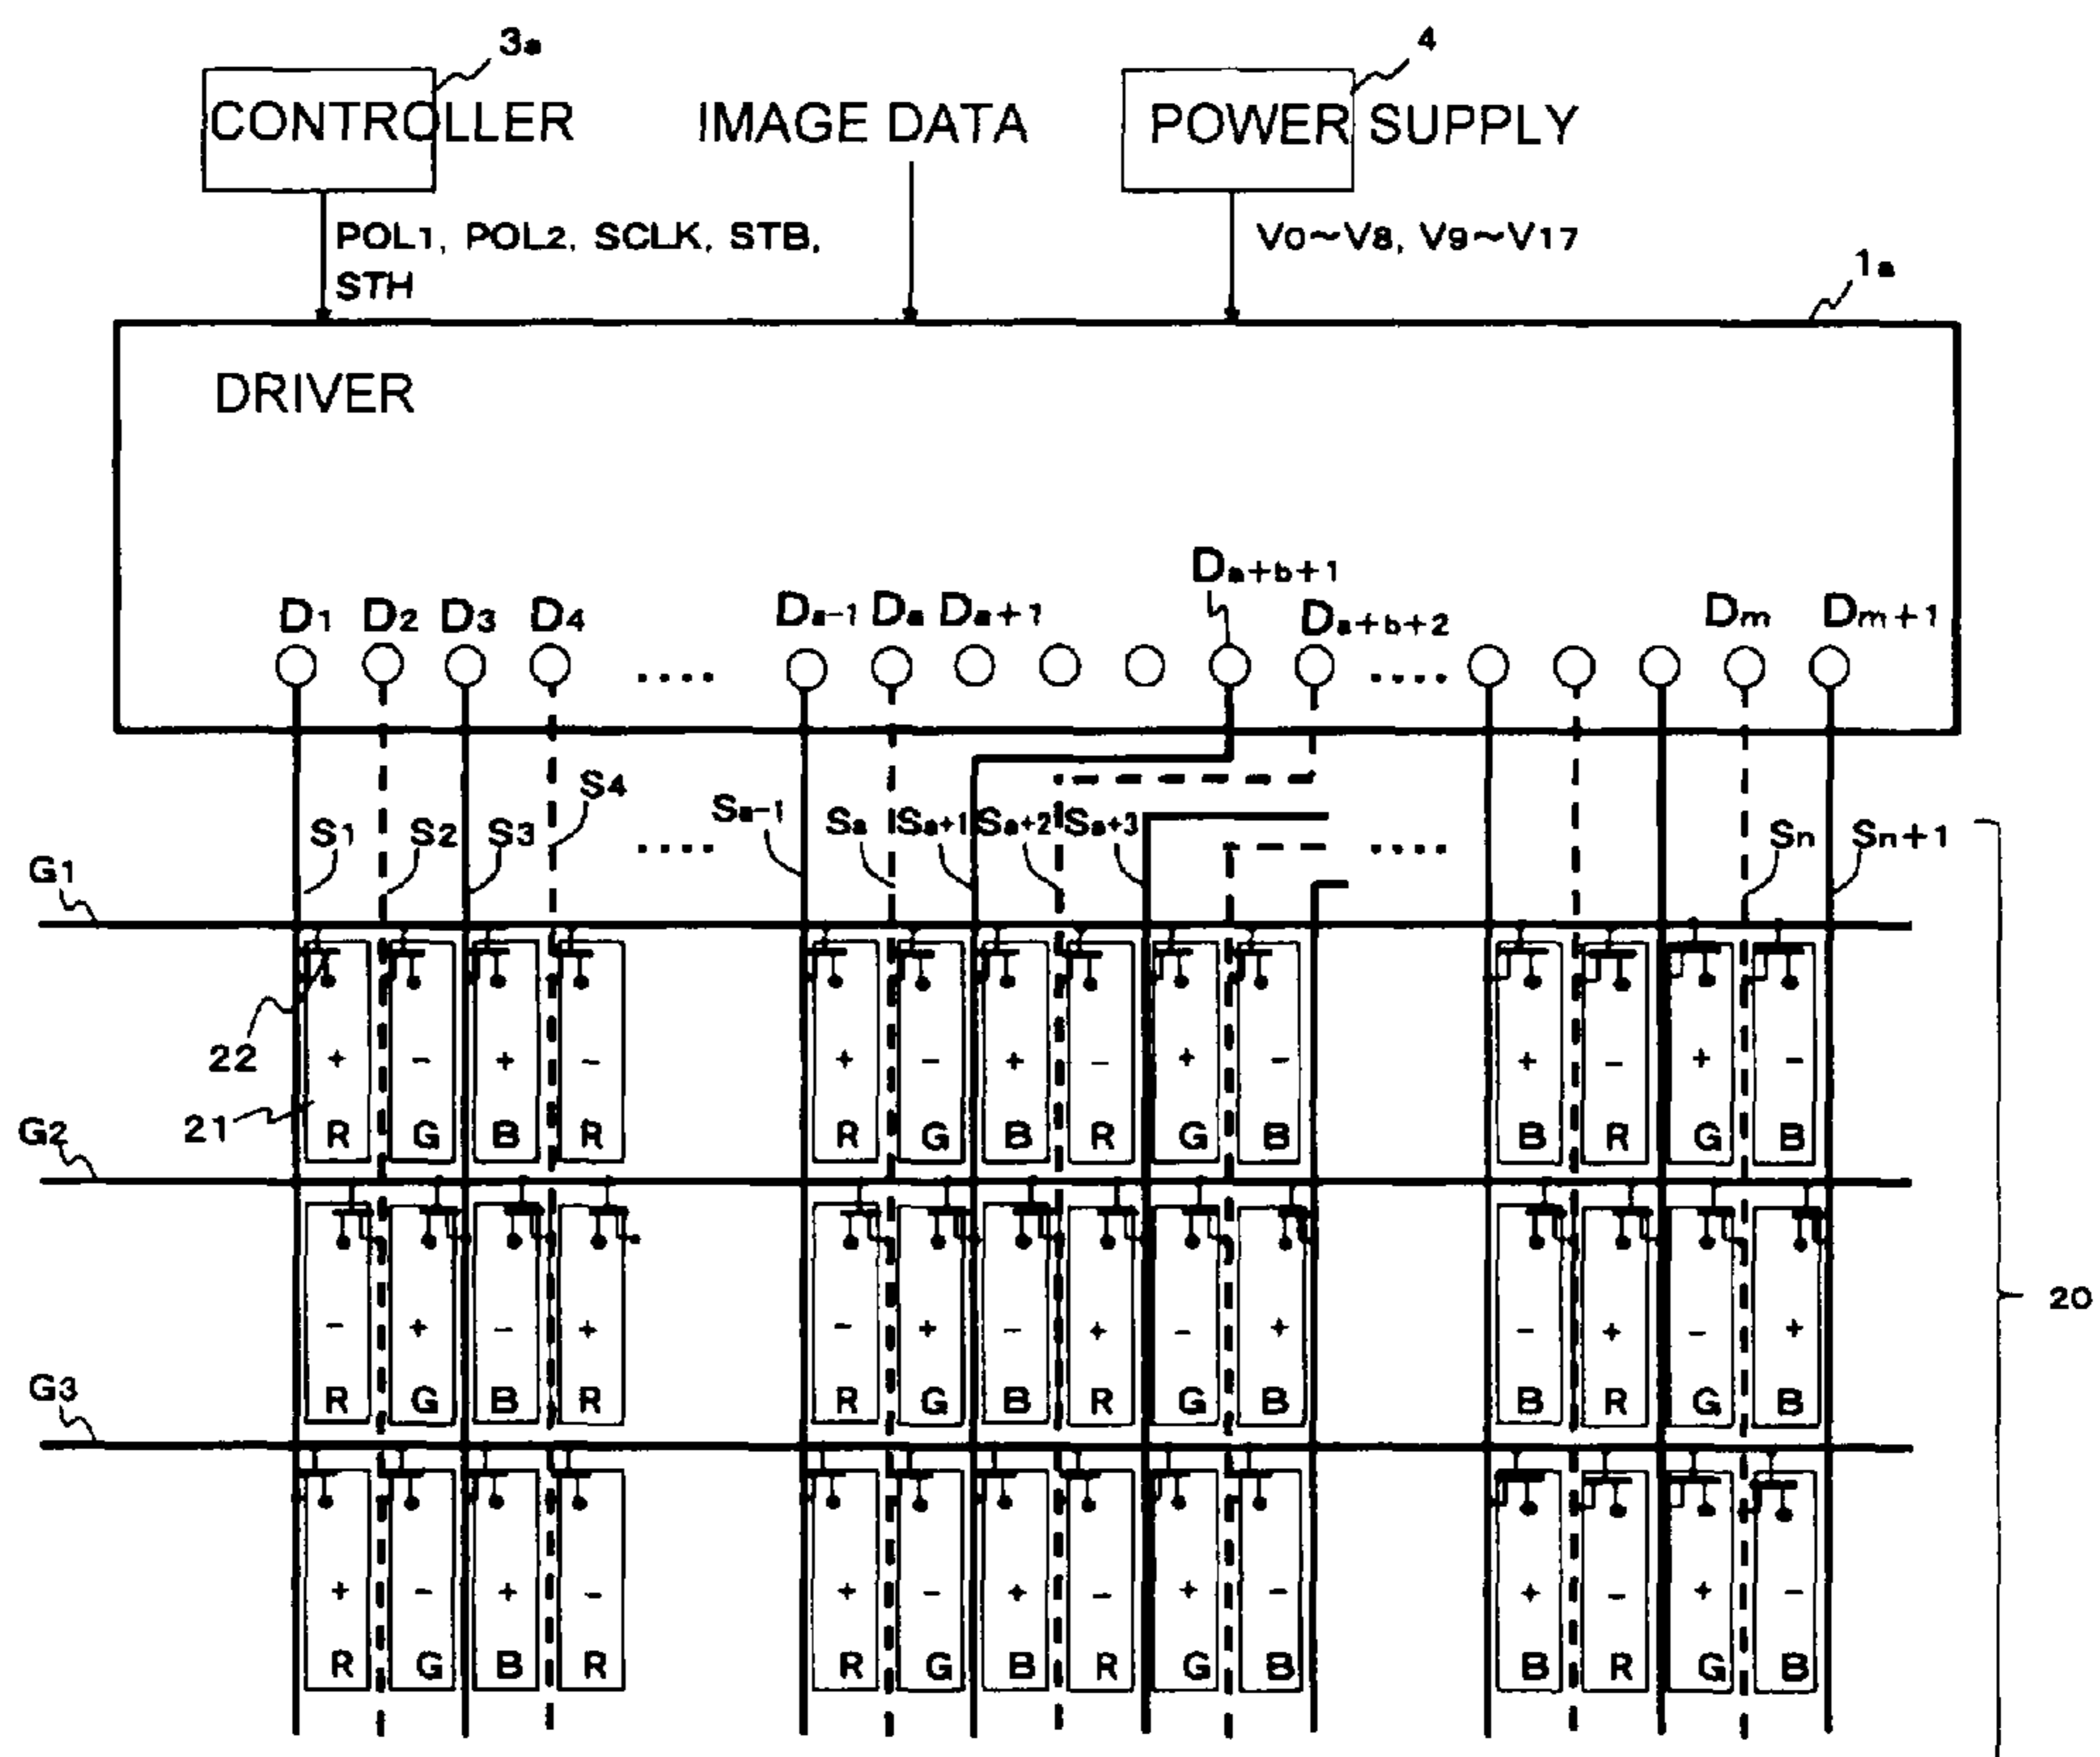 3a
4
CONTROLLER
IMAGE DATA
POWER SUPPLY
POL1, POL2, SCLK, STB,
STH
V0~V8, V9~V17
1a
DRIVER
Da+b+1
D1 D2 D3 D4 Da-1 Da Da+1 Da+b+2 Dm Dm+1
..... .....
S4
S1 S2 S3 Sa-1 Sa Sa+1 Sa+2 Sa+3 Sn Sn+1
..... .....
G1
22
+ - + - + - + - + - + - + -
21
R G B R R G B R G B B R G B
G2
- + - + - + - + - + - + - +
20
R G B R R G B R G B B R G B
G3
+ - + - + - + - + - + - + -
R G B R R G B R G B B R G B